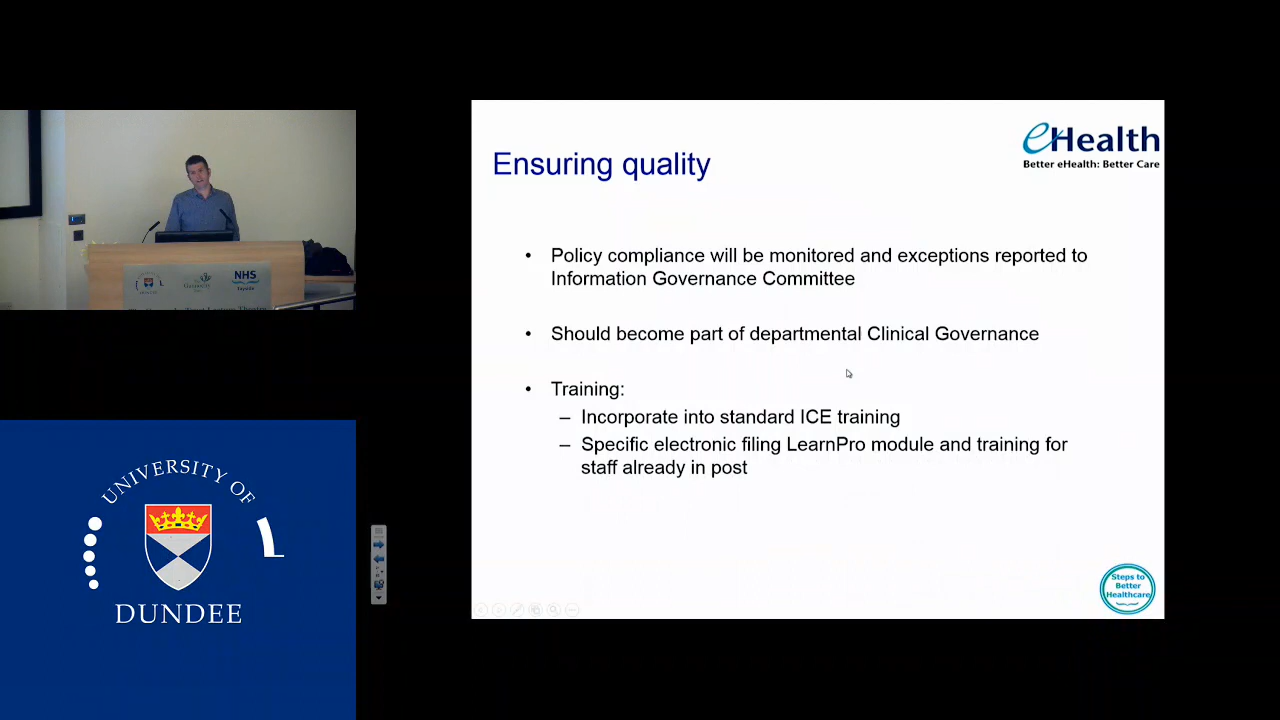 eHealth
Better eHealth: Better Care
Ensuring quality
• Policy compliance will be monitored and exceptions reported to
Information Governance Committee
• Should become part of departmental Clinical Governance
• Training:
– Incorporate into standard ICE training
– Specific electronic filing LearnPro module and training for
staff already in post
Steps to
Better
Healthcare
NHS
Tayside
UNIVERSITY OF
DUNDEE